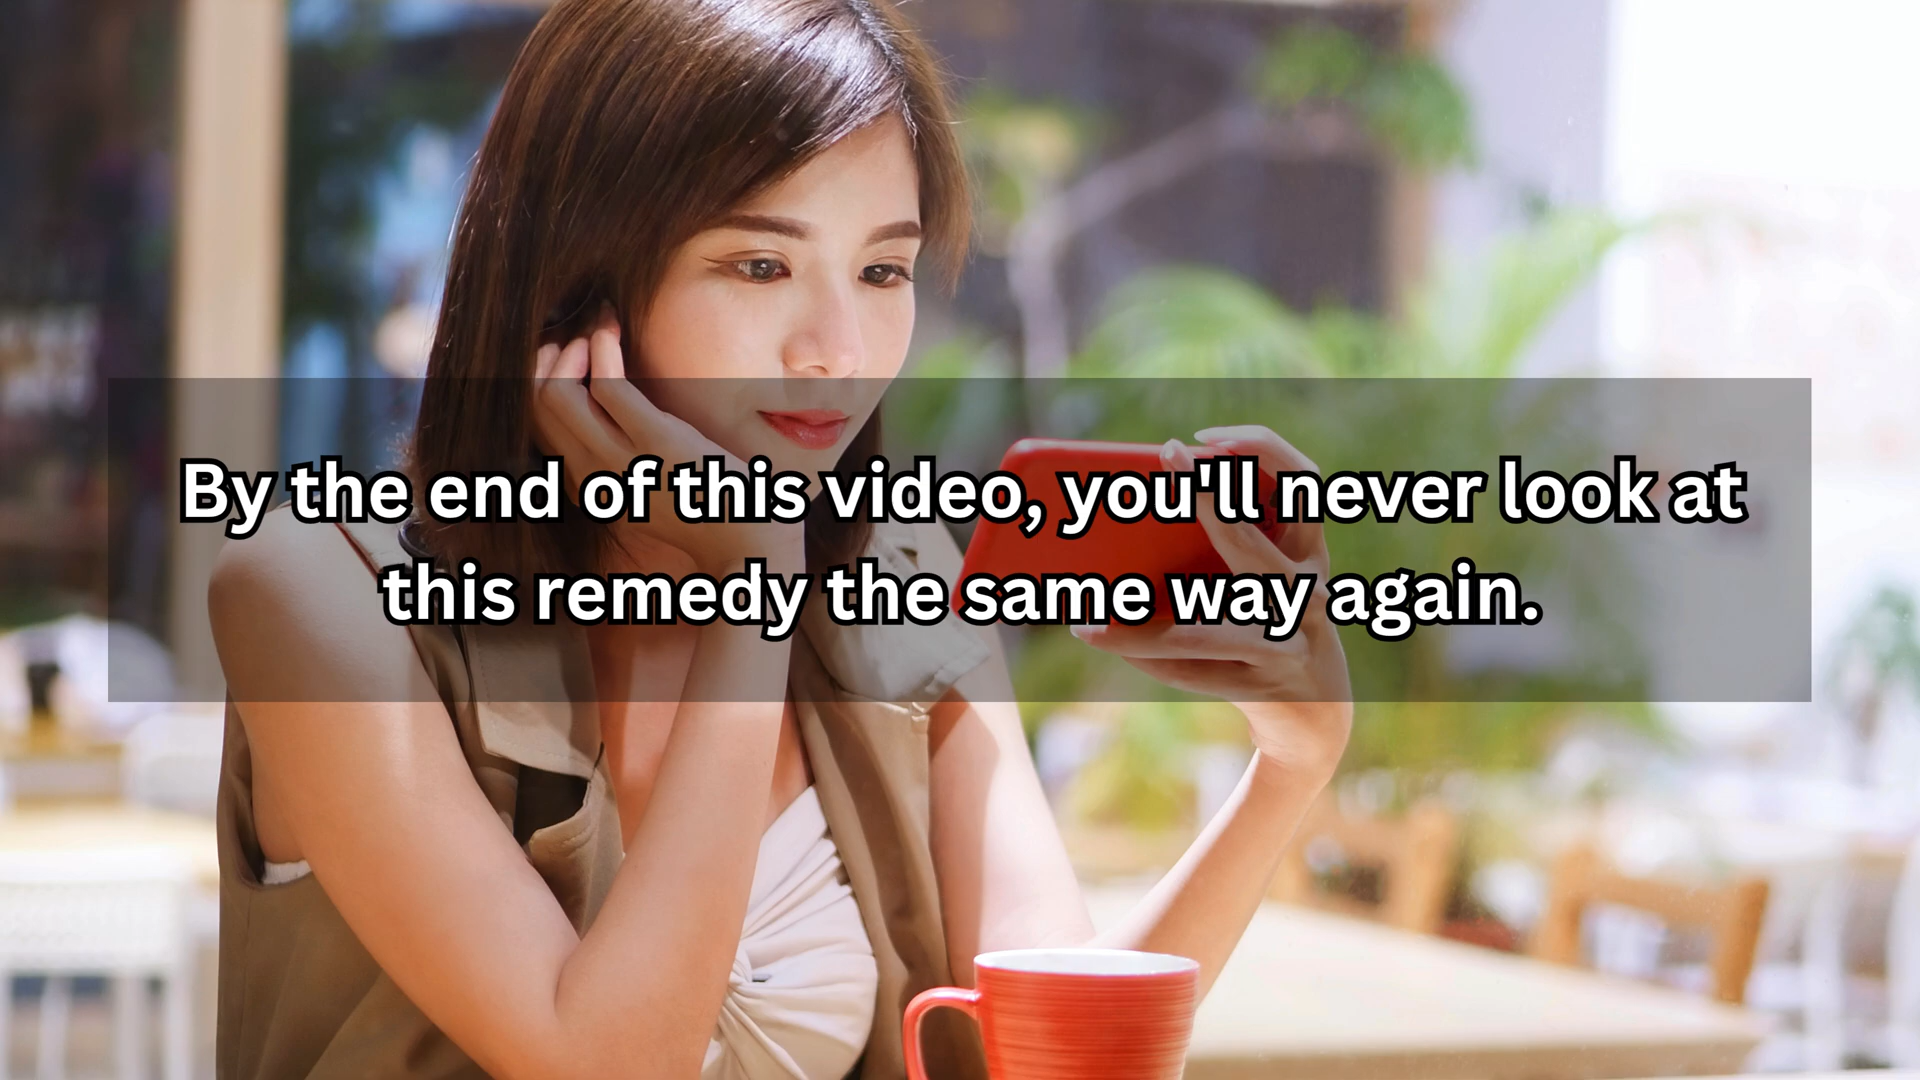 By the end of this video, you'll never look at
this remedy the same way again.